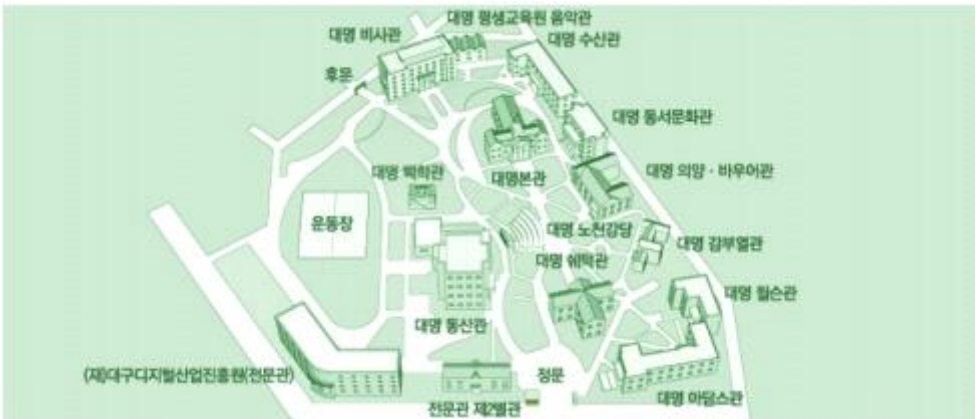 대명 평생교육원 음악관
대명 비사관
대명 수산관
후문
대명 동서문화관
대명 백학관
대명본관
대명 의양·바우어관
운동장
대명 노천강당
대명 감부열관
대명 쉐턱관
대명 월슨관
대명 동산관
(재)대구디지털산업진흥원(전문관)
정문
전문관 제2별관
대명 아담스관